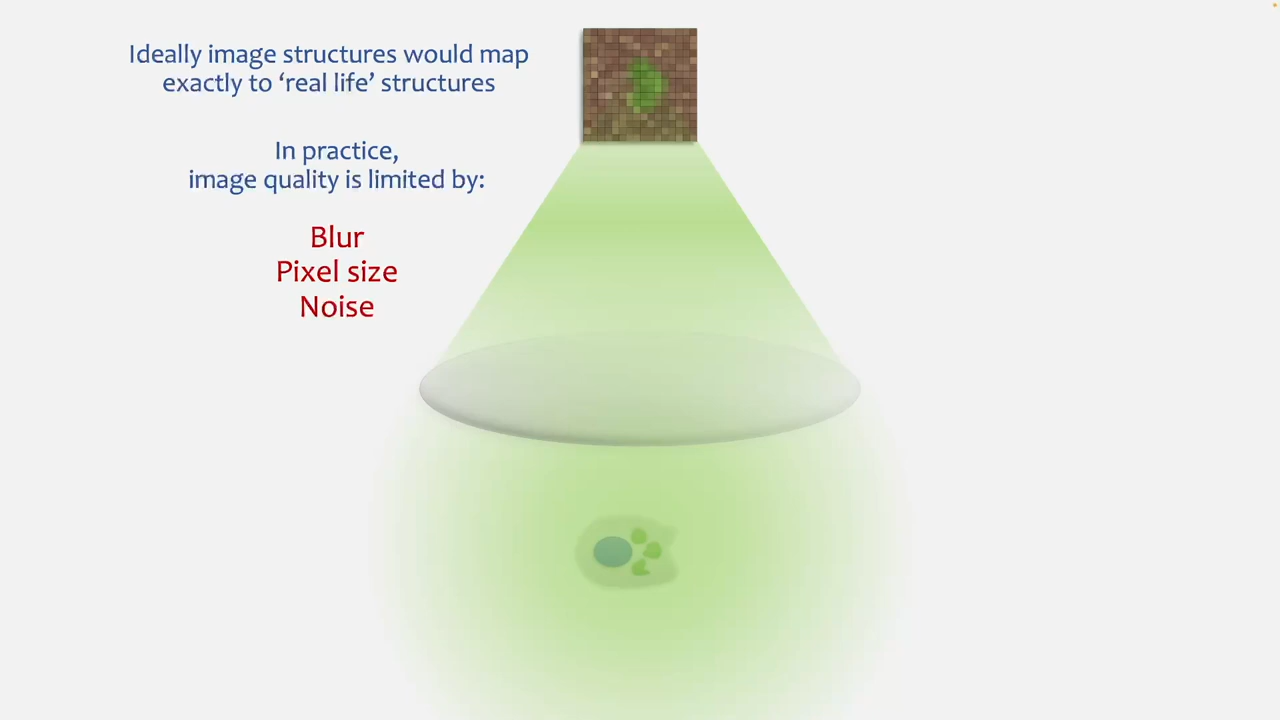 Ideally image structures would map
exactly to ‘real life’ structures
In practice,
image quality is limited by:
Blur
Pixel size
Noise